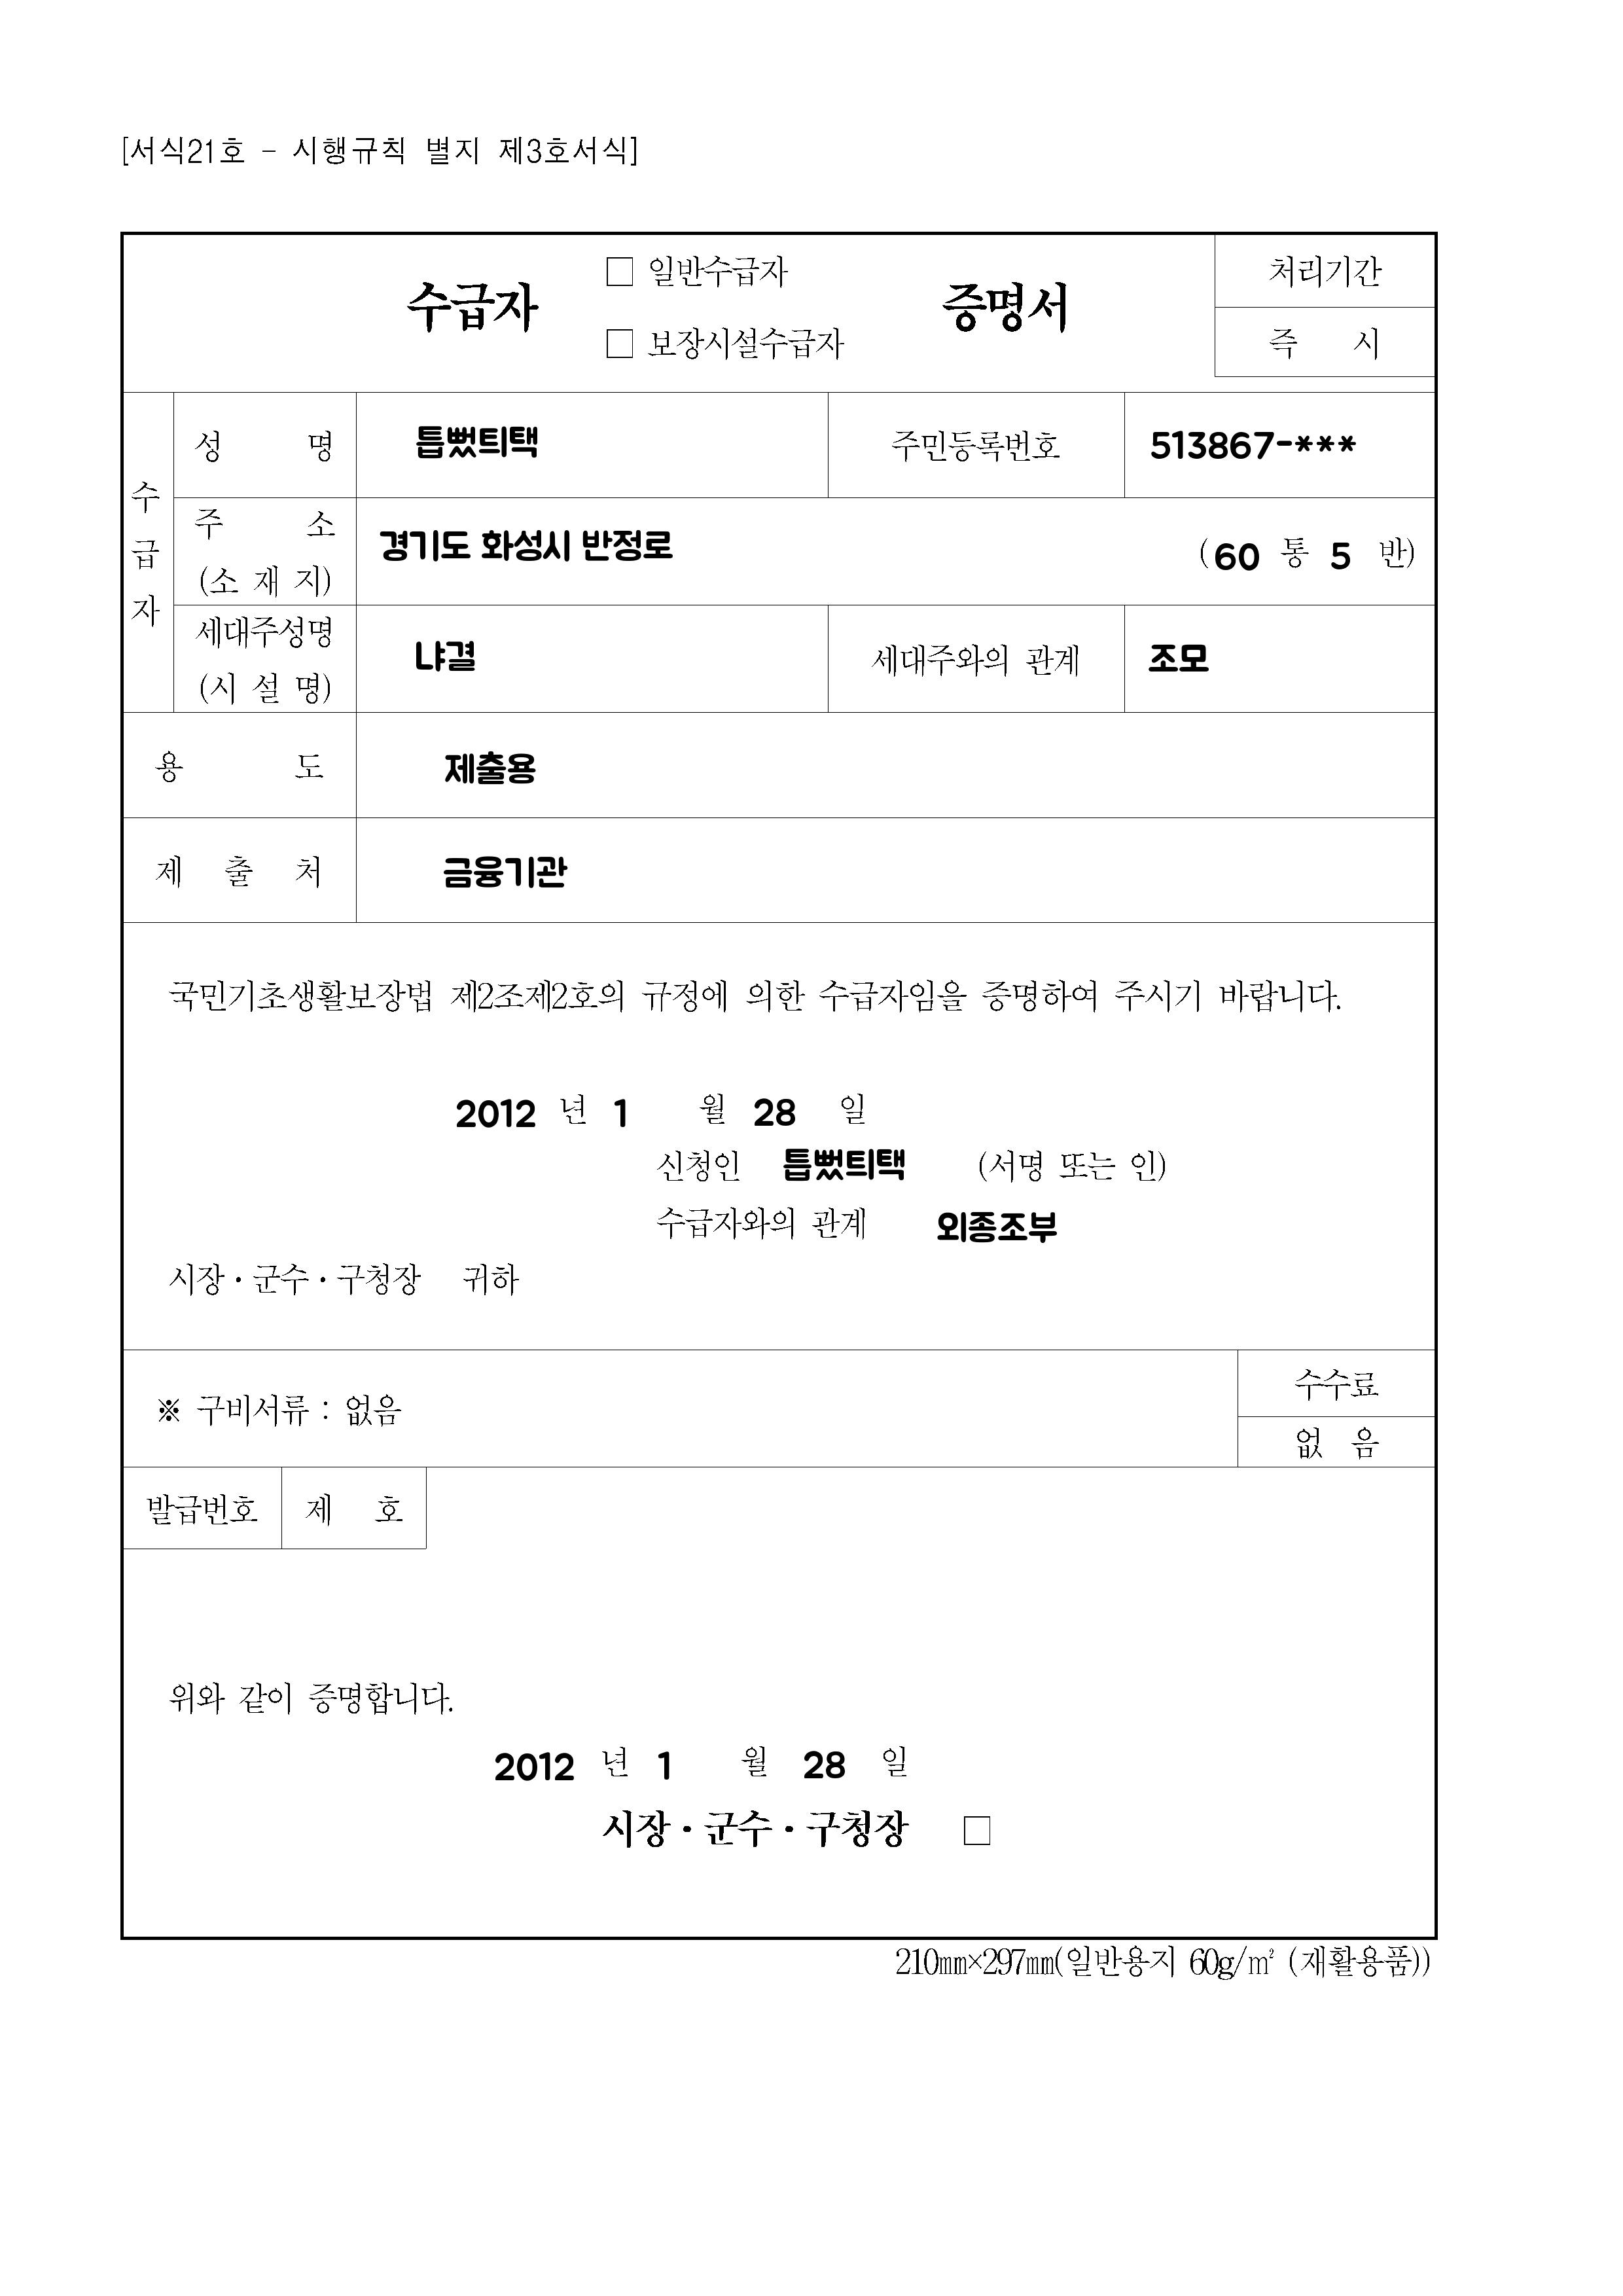 [서식21호 - 시행규칙 별지 제3호서식]
수급자 □ 일반수급자 □ 보장시설수급자 증명서
처리기간
즉 시
수급자
성 명 틉뻤틔택 주민등록번호 513867-***
주 소 (소 재 지) 경기도 화성시 반정로 (60 통 5 반)
세대주성명 (시 설 명) 냐결 세대주와의 관계 조모
용 도 제출용
제 출 처 금융기관
국민기초생활보장법 제2조제2호의 규정에 의한 수급자임을 증명하여 주시기 바랍니다.
2012 년 1 월 28 일
신청인 틉뻤틔택 (서명 또는 인)
수급자와의 관계 외종조부
시장·군수·구청장 귀하
※ 구비서류 : 없음
수수료
없 음
발급번호 제 호
위와 같이 증명합니다.
2012 년 1 월 28 일
시장·군수·구청장 □
210㎜×297㎜(일반용지 60g/㎡ (재활용품))